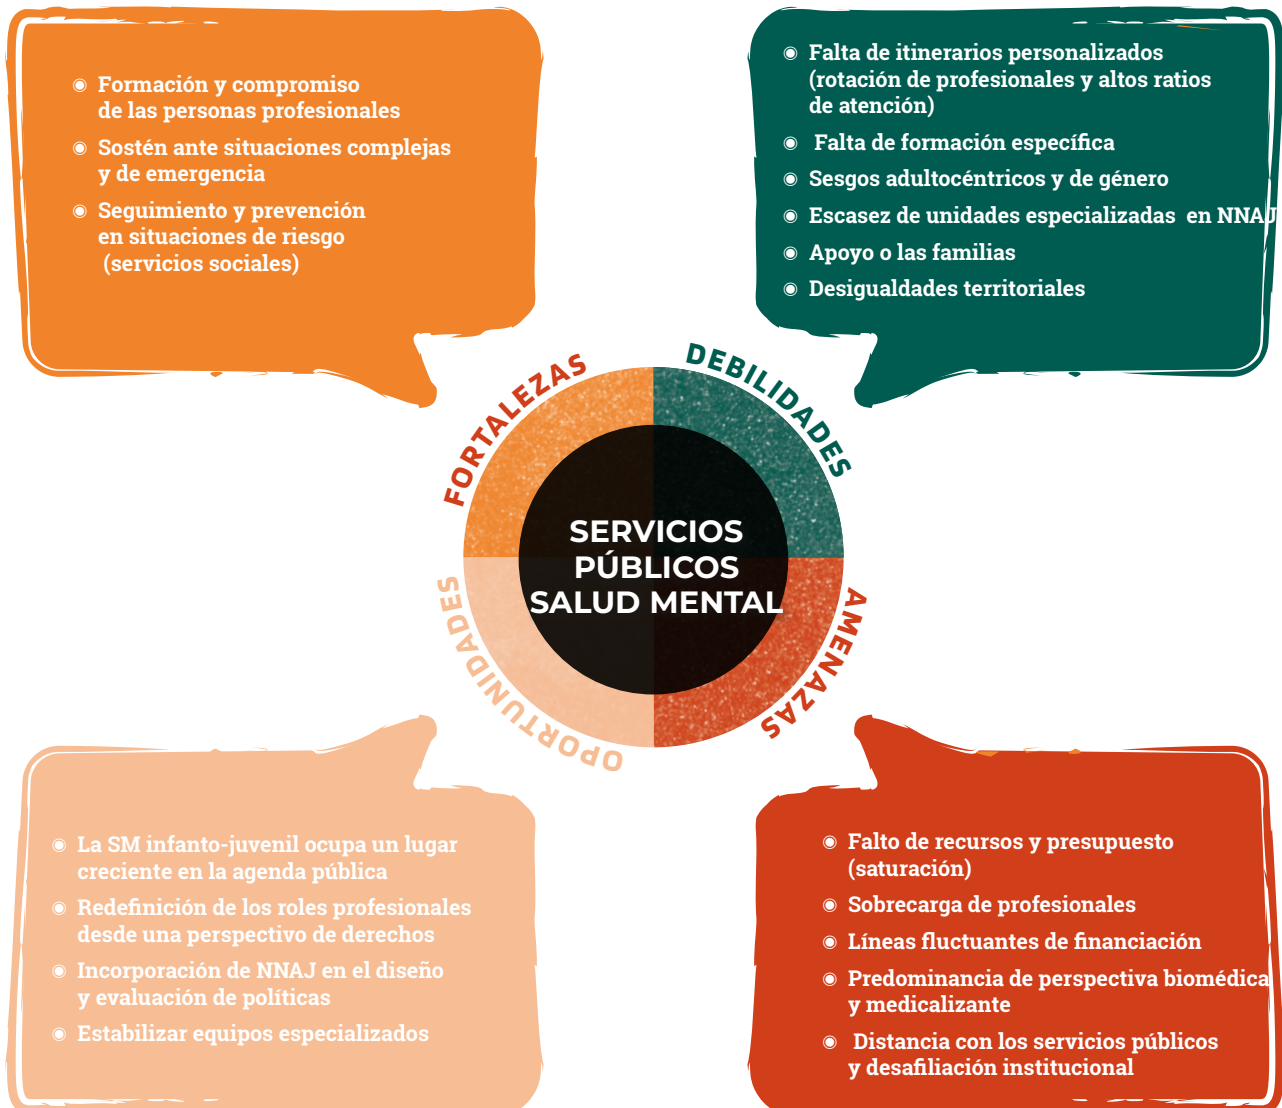 Formación y compromiso
de las personas profesionales
Sostén ante situaciones complejas
y de emergencia
Seguimiento y prevención
en situaciones de riesgo
(servicios sociales)
Falta de itinerarios personalizados
(rotación de profesionales y altos ratios
de atención)
Falta de formación específica
Sesgos adultocéntricos y de género
Escasez de unidades especializadas en NNAJ
Apoyo o las familias
Desigualdades territoriales
FORTALEZAS
DEBILIDADES
SERVICIOS
PÚBLICOS
SALUD MENTAL
OPORTUNIDADES
AMENAZAS
La SM infanto-juvenil ocupa un lugar
creciente en la agenda pública
Redefinición de los roles profesionales
desde una perspectivo de derechos
Incorporación de NNAJ en el diseño
y evaluación de políticas
Estabilizar equipos especializados
Falto de recursos y presupuesto
(saturación)
Sobrecarga de profesionales
Líneas fluctuantes de financiación
Predominancia de perspectiva biomédica
y medicalizante
Distancia con los servicios públicos
y desafiliación institucional